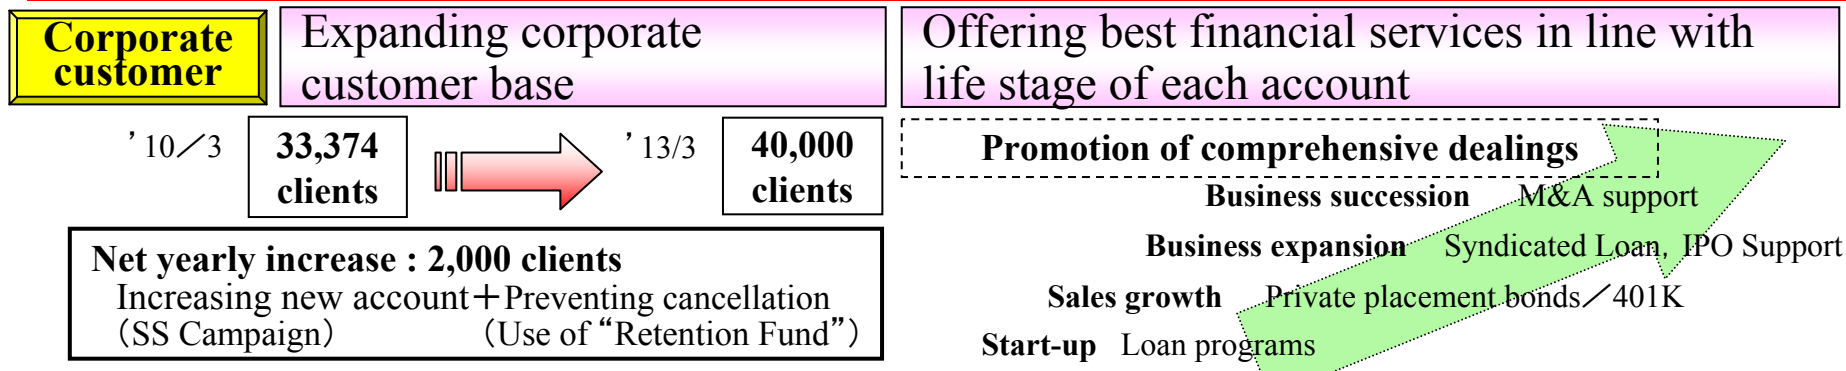 Corporate
customer
Expanding corporate
customer base
Offering best financial services in line with
life stage of each account
’10／3
33,374
clients
’13/3
40,000
clients
Net yearly increase : 2,000 clients
Increasing new account＋Preventing cancellation
（SS Campaign） （Use of “Retention Fund”）
Promotion of comprehensive dealings
Business succession M&A support
Business expansion Syndicated Loan, IPO Support
Sales growth Private placement bonds／401K
Start-up Loan programs